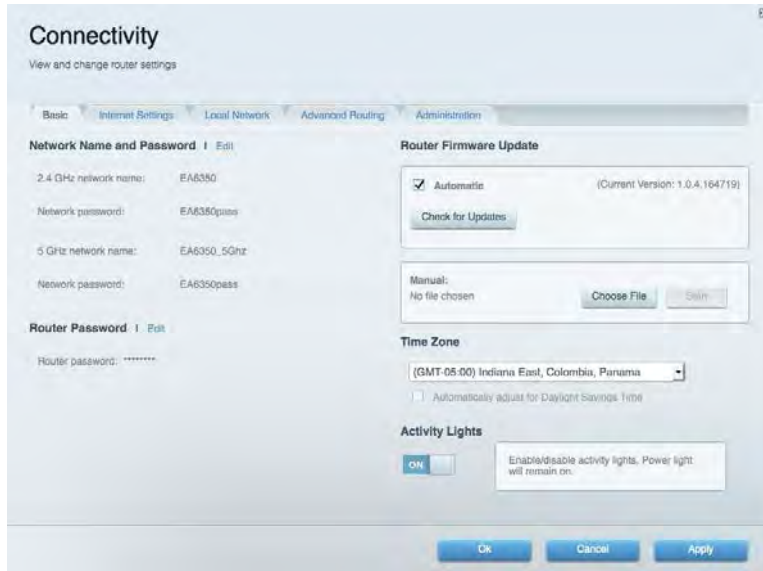 Connectivity
View and change router settings
Basic
Internet Settings
Local Network
Advanced Routing
Administration
Network Name and Password | Edit
2.4 GHz network name: EA6350
Network password: EA6350pass
5 GHz network name: EA6350_5Ghz
Network password: EA6350pass
Router Password | Edit
Router password: ********
Router Firmware Update
Automatic (Current Version: 1.0.4.164719)
Check for Updates
Manual:
No file chosen
Choose File
Start
Time Zone
(GMT-05:00) Indiana East, Colombia, Panama
Automatically adjust for Daylight Savings Time
Activity Lights
ON
Enable/disable activity lights. Power light
will remain on.
Ok
Cancel
Apply